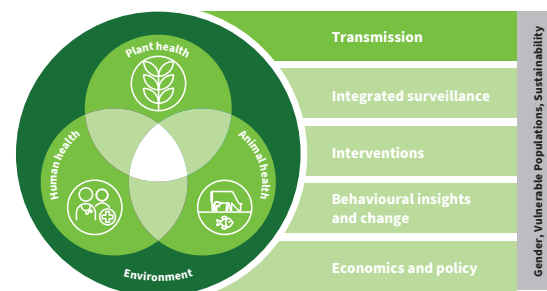 Plant health
Human health
Animal health
Environment
Transmission
Integrated surveillance
Interventions
Behavioural insights
and change
Economics and policy
Gender, Vulnerable Populations, Sustainability